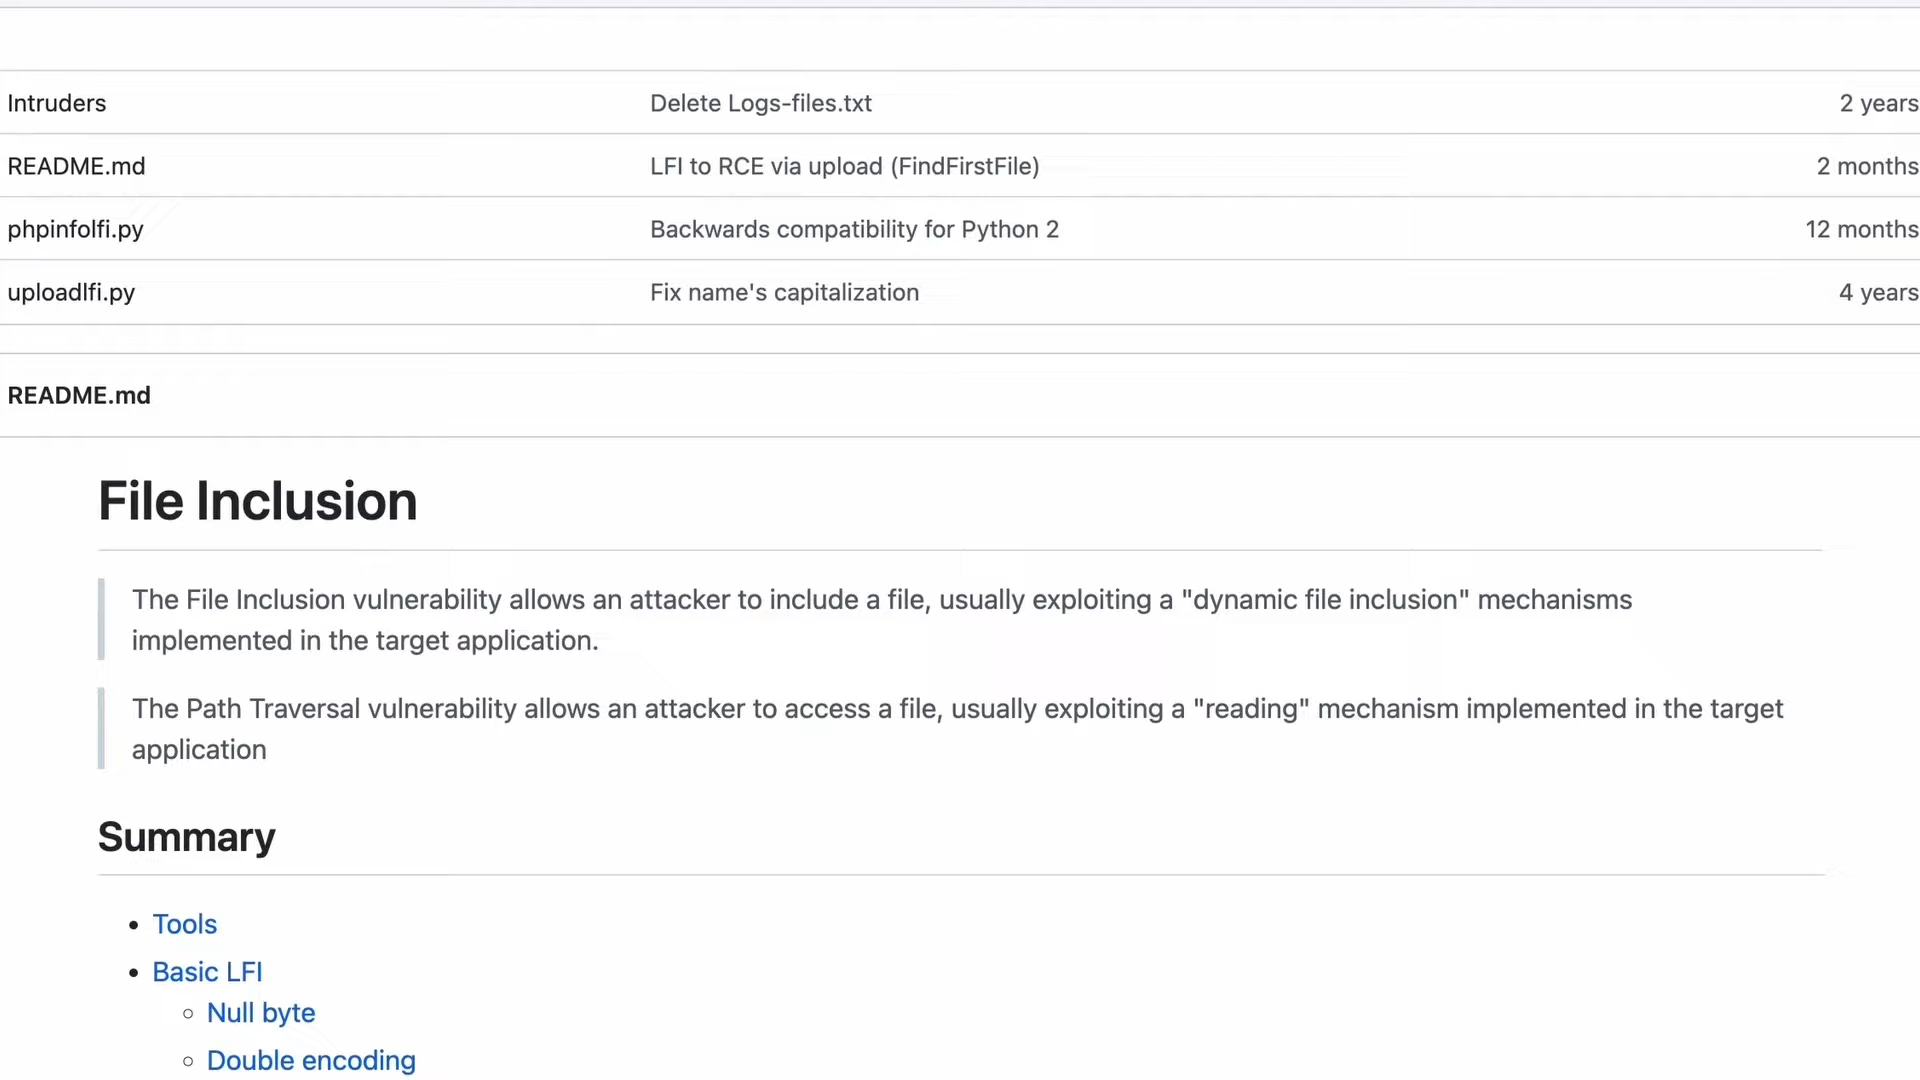 Intruders Delete Logs-files.txt 2 years
README.md LFI to RCE via upload (FindFirstFile) 2 months
phpinfolfi.py Backwards compatibility for Python 2 12 months
uploadlfi.py Fix name's capitalization 4 years
README.md
File Inclusion
The File Inclusion vulnerability allows an attacker to include a file, usually exploiting a "dynamic file inclusion" mechanisms
implemented in the target application.
The Path Traversal vulnerability allows an attacker to access a file, usually exploiting a "reading" mechanism implemented in the target
application
Summary
Tools
Basic LFI
Null byte
Double encoding